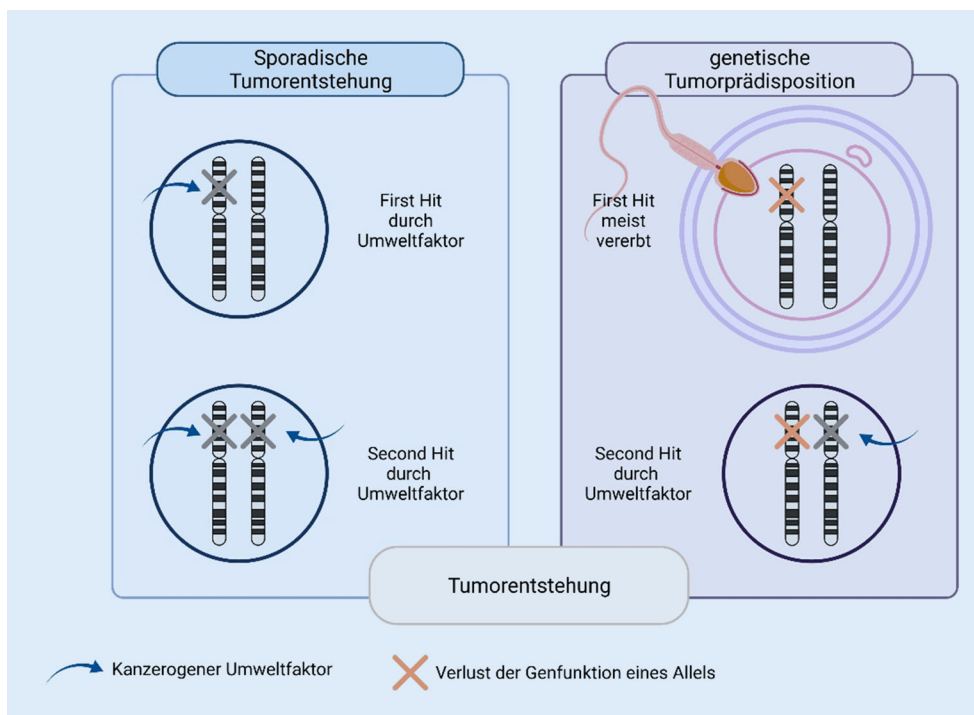 Sporadische
Tumorentstehung
First Hit
durch
Umweltfaktor
Second Hit
durch
Umweltfaktor
genetische
Tumorprädisposition
First Hit
meist
vererbt
Second Hit
durch
Umweltfaktor
Tumorentstehung
Kanzerogener Umweltfaktor
Verlust der Genfunktion eines Allels